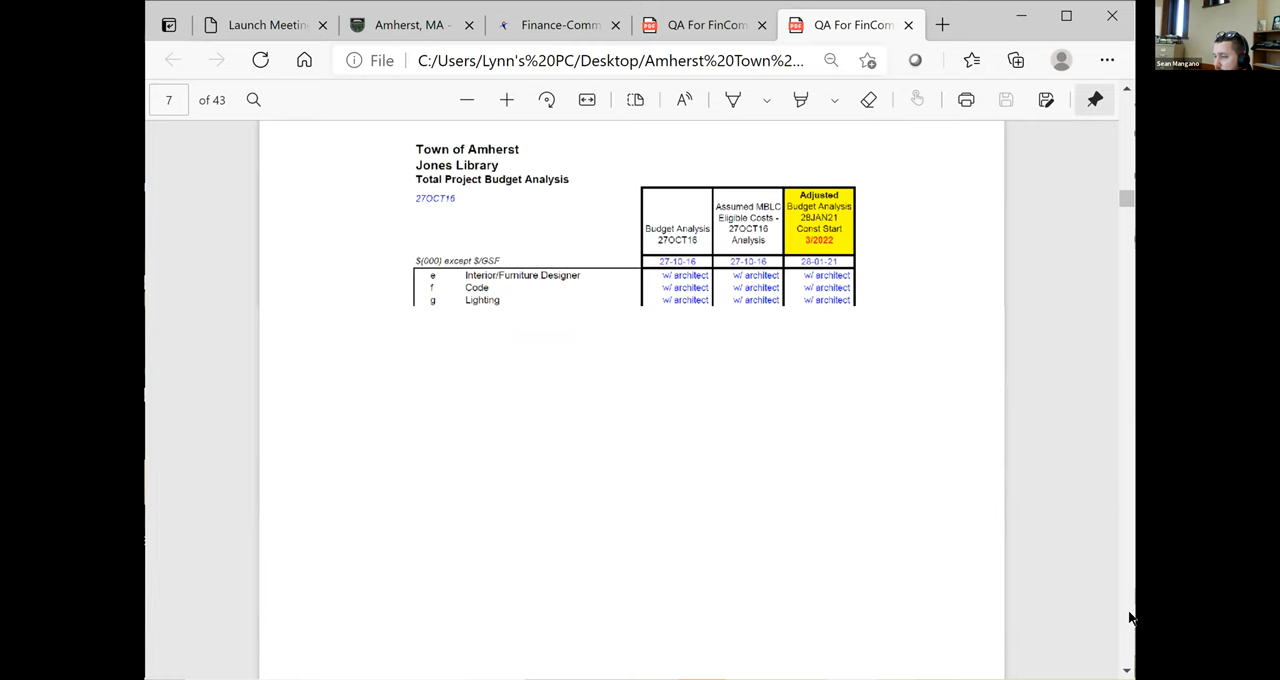 Launch Meetin
Amherst, MA -
Finance-Comm
QA For FinCom
QA For FinCom
File
C:/Users/Lynn's%20PC/Desktop/Amherst%20Town%2...
7
of 43
Town of Amherst
Jones Library
Total Project Budget Analysis
27OCT16
Budget Analysis
27OCT16
Assumed MBLC
Eligible Costs -
27OCT16
Analysis
Adjusted
Budget Analysis
28JAN21
Const Start
3/2022
$(000) except $/GSF
27-10-16
27-10-16
28-01-21
e Interior/Furniture Designer w/ architect w/ architect w/ architect
f Code w/ architect w/ architect w/ architect
g Lighting w/ architect w/ architect w/ architect
Sean Mangano